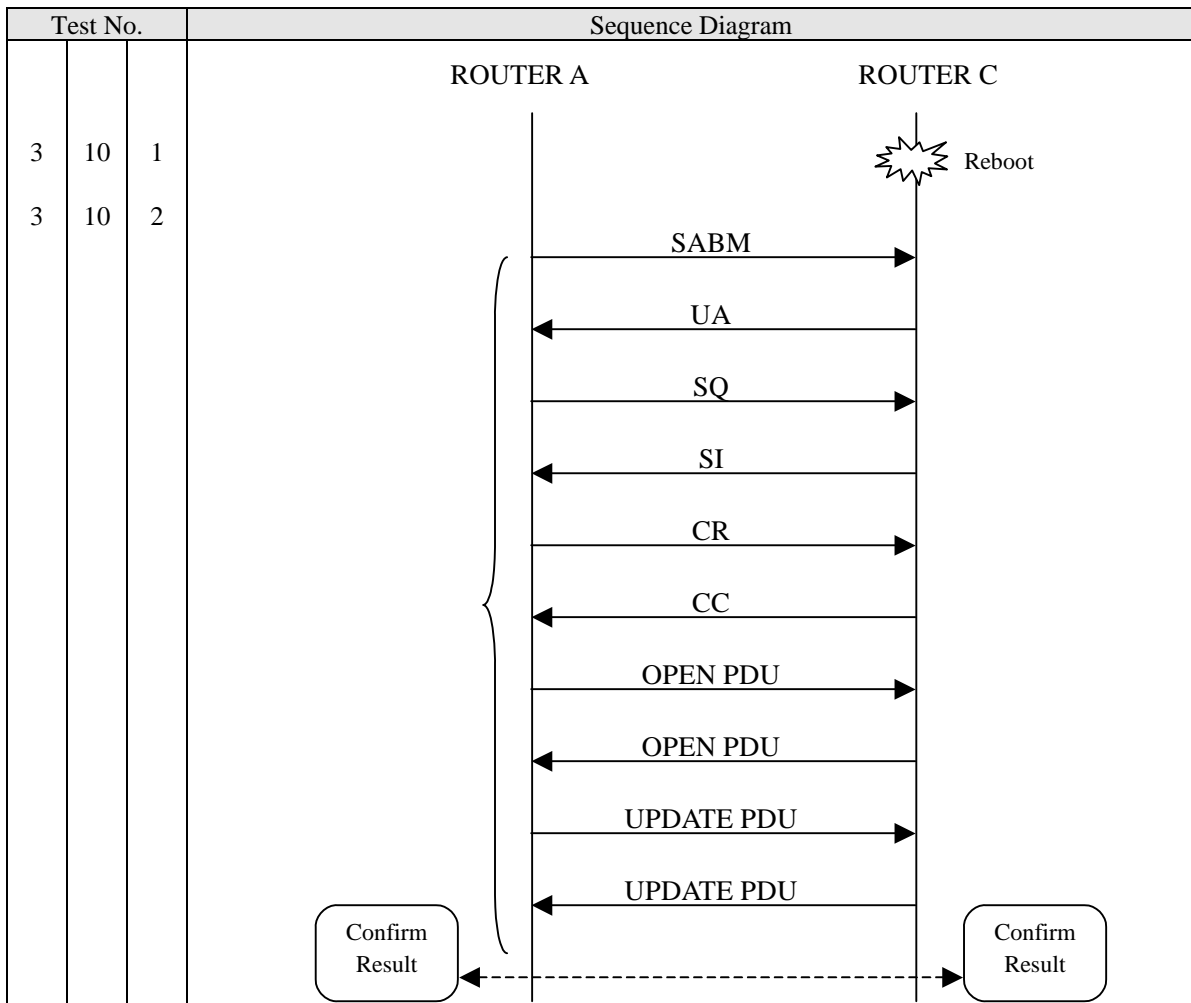 Test No. Sequence Diagram
ROUTER A ROUTER C
3 10 1 Reboot
3 10 2
SABM
UA
SQ
SI
CR
CC
OPEN PDU
OPEN PDU
UPDATE PDU
UPDATE PDU
Confirm
Result
Confirm
Result